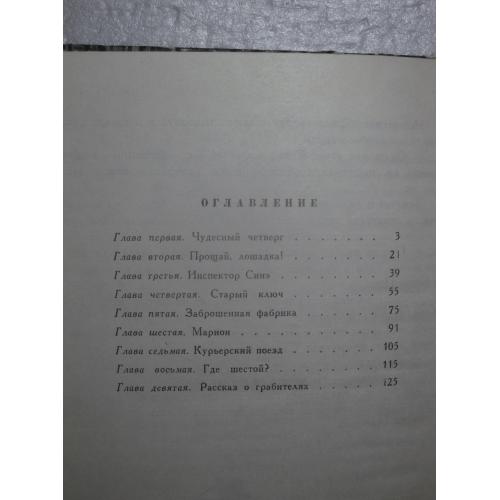 ОГЛАВЛЕНИЕ
Глава первая. Чудесный четверг . . . . . . . 3
Глава вторая. Прощай, лошадка! . . . . . . . 21
Глава третья. Инспектор Синэ . . . . . . . 39
Глава четвертая. Старый ключ . . . . . . . 55
Глава пятая. Заброшенная фабрика . . . . . . 75
Глава шестая. Марион . . . . . . . . . . 91
Глава седьмая. Курьерский поезд . . . . . . . 105
Глава восьмая. Где шестой? . . . . . . . . 115
Глава девятая. Рассказ о грабителях . . . . . 125